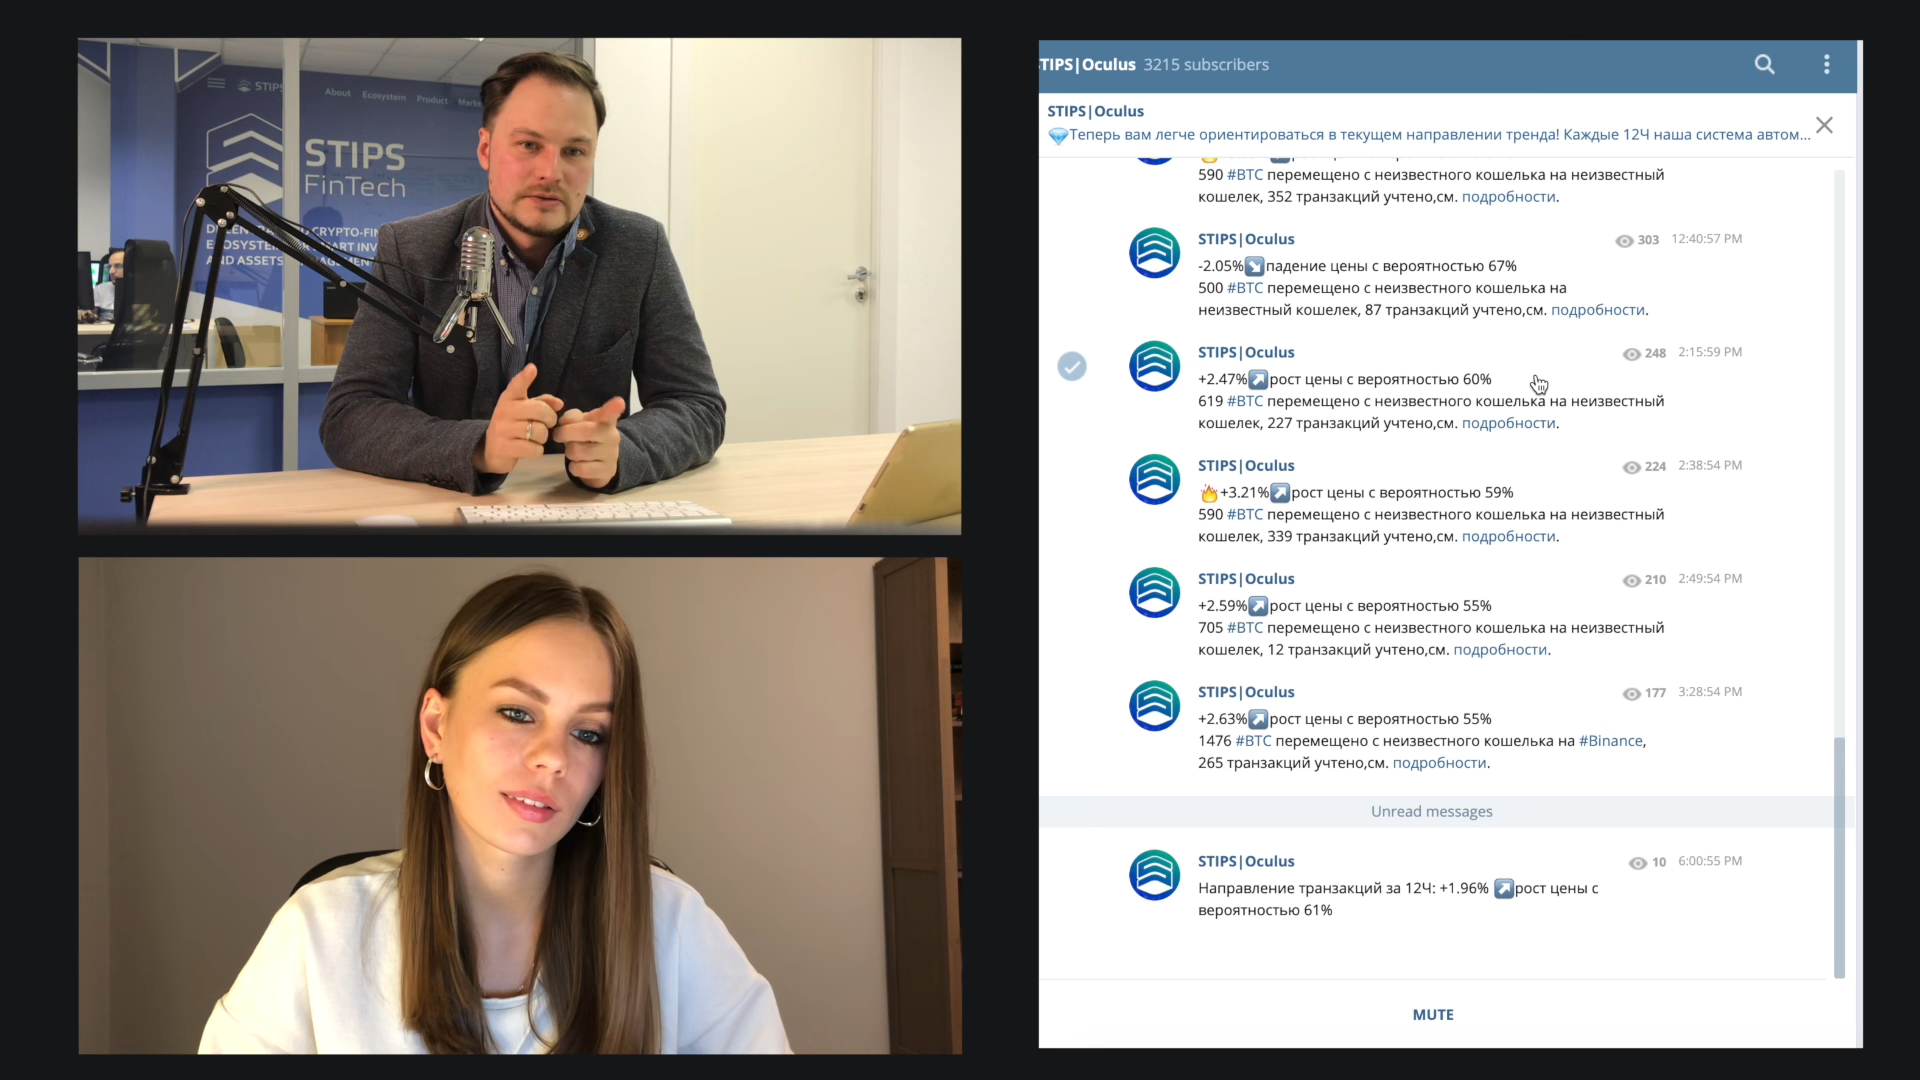 STIPS
About Ecosystem Product
STIPS
FinTech
AND ASSETS
TIPS|Oculus 3215 subscribers
STIPS|Oculus
Теперь вам легче ориентироваться в текущем направлении тренда! Каждые 12Ч наша система автом...
590 #BTC перемещено с неизвестного кошелька на неизвестный
кошелек, 352 транзакций учтено,см. подробности.
STIPS|Oculus 303 12:40:57 PM
-2.05%↘падение цены с вероятностью 67%
500 #BTC перемещено с неизвестного кошелька на
неизвестный кошелек, 87 транзакций учтено,см. подробности.
STIPS|Oculus 248 2:15:59 PM
+2.47%↗рост цены с вероятностью 60%
619 #BTC перемещено с неизвестного кошелька на неизвестный
кошелек, 227 транзакций учтено,см. подробности.
STIPS|Oculus 224 2:38:54 PM
🔥+3.21%↗рост цены с вероятностью 59%
590 #BTC перемещено с неизвестного кошелька на неизвестный
кошелек, 339 транзакций учтено,см. подробности.
STIPS|Oculus 210 2:49:54 PM
+2.59%↗рост цены с вероятностью 55%
705 #BTC перемещено с неизвестного кошелька на неизвестный
кошелек, 12 транзакций учтено,см. подробности.
STIPS|Oculus 177 3:28:54 PM
+2.63%↗рост цены с вероятностью 55%
1476 #BTC перемещено с неизвестного кошелька на #Binance,
265 транзакций учтено,см. подробности.
Unread messages
STIPS|Oculus 10 6:00:55 PM
Направление транзакций за 12Ч: +1.96% ↗рост цены с
вероятностью 61%
MUTE